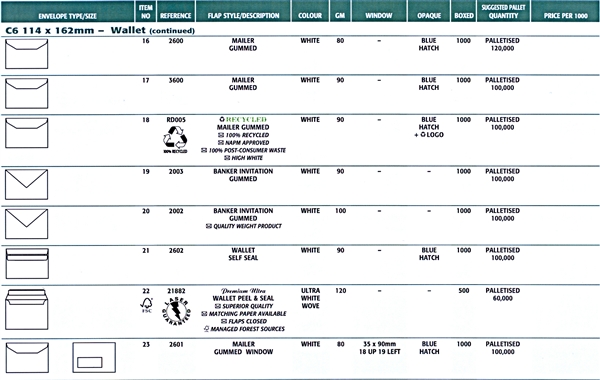 ENVELOPE TYPE/SIZE ITEM NO REFERENCE FLAP STYLE/DESCRIPTION COLOUR GM WINDOW OPAQUE BOXED SUGGESTED PALLET QUANTITY PRICE PER 1000
C6 114 x 162mm – Wallet (continued)
16 2600 MAILER WHITE 80 – BLUE 1000 PALLETISED
GUMMED HATCH 120,000
17 3600 MAILER WHITE 90 – BLUE 1000 PALLETISED
GUMMED HATCH 100,000
18 RD005 RECYCLED WHITE 90 – BLUE 1000 PALLETISED
MAILER GUMMED HATCH 100,000
100% RECYCLED + LOGO
NAPM APPROVED
100% POST-CONSUMER WASTE
100% RECYCLED HIGH WHITE
19 2003 BANKER INVITATION WHITE 90 – – 1000 PALLETISED
GUMMED 100,000
20 2002 BANKER INVITATION WHITE 100 – – 1000 PALLETISED
GUMMED 100,000
QUALITY WEIGHT PRODUCT
21 2602 WALLET WHITE 90 – BLUE 1000 PALLETISED
SELF SEAL HATCH 100,000
22 21882 Premium Ultra ULTRA 120 – – 500 PALLETISED
WALLET PEEL & SEAL WHITE 60,000
FSC LASER GUARANTEED SUPERIOR QUALITY WOVE
MATCHING PAPER AVAILABLE
FLAPS CLOSED
MANAGED FOREST SOURCES
23 2601 MAILER WHITE 80 35 x 90mm BLUE 1000 PALLETISED
GUMMED WINDOW 18 UP 19 LEFT HATCH 100,000